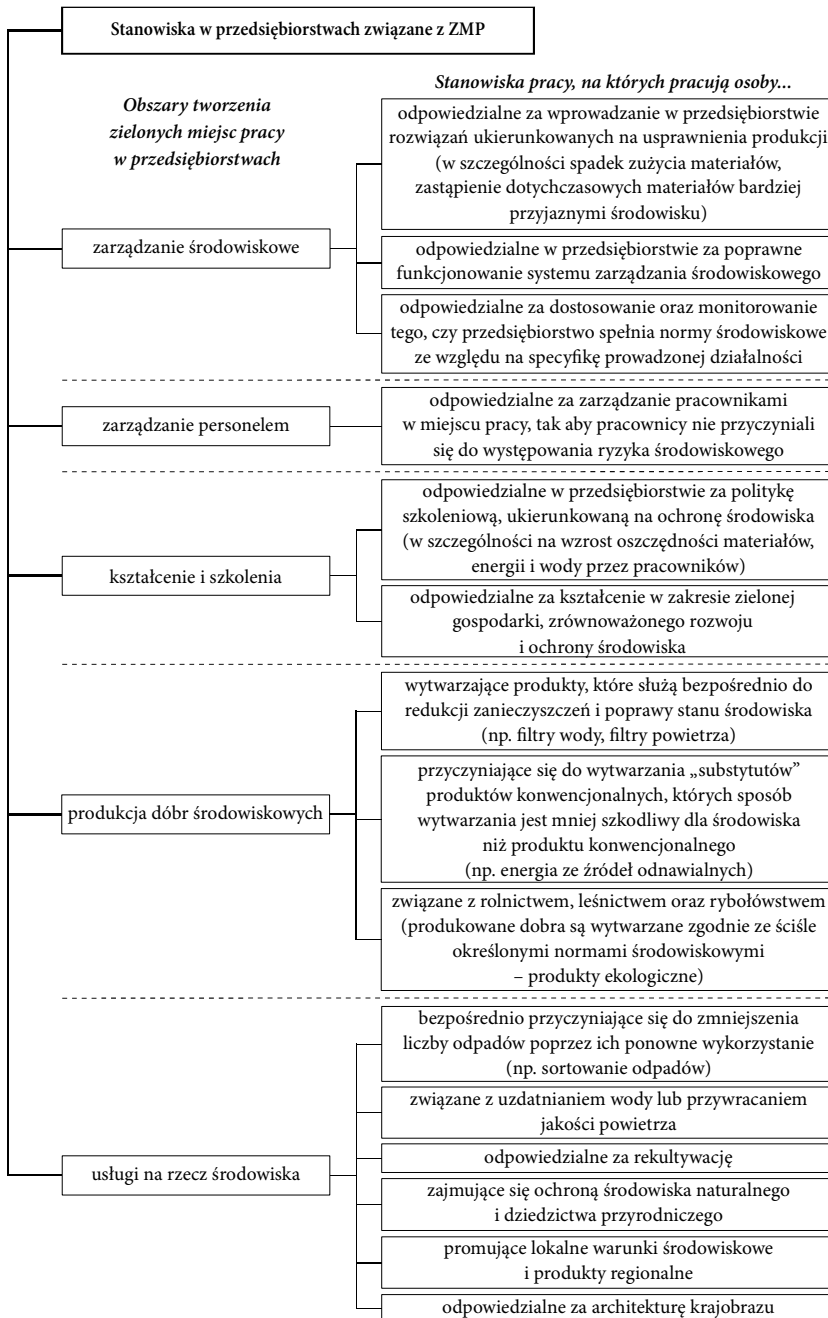 Stanowiska w przedsiębiorstwach związane z ZMP
Obszary tworzenia
zielonych miejsc pracy
w przedsiębiorstwach
Stanowiska pracy, na których pracują osoby...
zarządzanie środowiskowe
odpowiedzialne za wprowadzanie w przedsiębiorstwie
rozwiązań ukierunkowanych na usprawnienia produkcji
(w szczególności spadek zużycia materiałów,
zastąpienie dotychczasowych materiałów bardziej
przyjaznymi środowisku)
odpowiedzialne w przedsiębiorstwie za poprawne
funkcjonowanie systemu zarządzania środowiskowego
odpowiedzialne za dostosowanie oraz monitorowanie
tego, czy przedsiębiorstwo spełnia normy środowiskowe
ze względu na specyfikę prowadzonej działalności
zarządzanie personelem
odpowiedzialne za zarządzanie pracownikami
w miejscu pracy, tak aby pracownicy nie przyczyniali
się do występowania ryzyka środowiskowego
kształcenie i szkolenia
odpowiedzialne w przedsiębiorstwie za politykę
szkoleniową, ukierunkowaną na ochronę środowiska
(w szczególności na wzrost oszczędności materiałów,
energii i wody przez pracowników)
odpowiedzialne za kształcenie w zakresie zielonej
gospodarki, zrównoważonego rozwoju
i ochrony środowiska
produkcja dóbr środowiskowych
wytwarzające produkty, które służą bezpośrednio do
redukcji zanieczyszczeń i poprawy stanu środowiska
(np. filtry wody, filtry powietrza)
przyczyniające się do wytwarzania „substytutów”
produktów konwencjonalnych, których sposób
wytwarzania jest mniej szkodliwy dla środowiska
niż produktu konwencjonalnego
(np. energia ze źródeł odnawialnych)
związane z rolnictwem, leśnictwem oraz rybołówstwem
(produkowane dobra są wytwarzane zgodnie ze ściśle
określonymi normami środowiskowymi
– produkty ekologiczne)
usługi na rzecz środowiska
bezpośrednio przyczyniające się do zmniejszenia
liczby odpadów poprzez ich ponowne wykorzystanie
(np. sortowanie odpadów)
związane z uzdatnianiem wody lub przywracaniem
jakości powietrza
odpowiedzialne za rekultywację
zajmujące się ochroną środowiska naturalnego
i dziedzictwa przyrodniczego
promujące lokalne warunki środowiskowe
i produkty regionalne
odpowiedzialne za architekturę krajobrazu